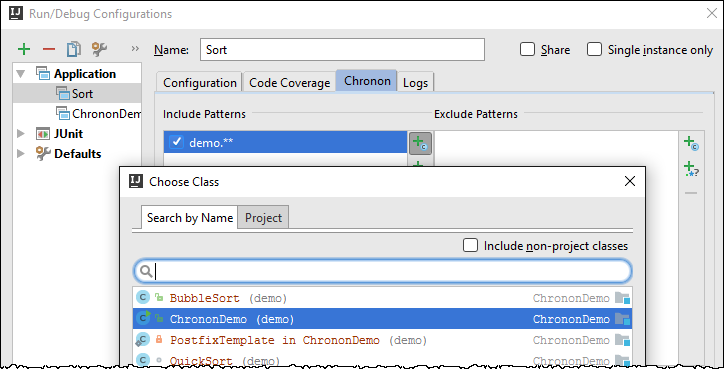 Run/Debug Configurations
Name: Sort Share Single instance only
Application
Sort
ChrononDem
JUnit
Defaults
Configuration Code Coverage Chronon Logs
Include Patterns Exclude Patterns
demo.**
Choose Class
Search by Name Project
Include non-project classes
BubbleSort (demo) ChrononDemo
ChrononDemo (demo) ChrononDemo
PostfixTemplate in ChrononDemo (demo) ChrononDemo
QuickSort (demo) ChrononDemo